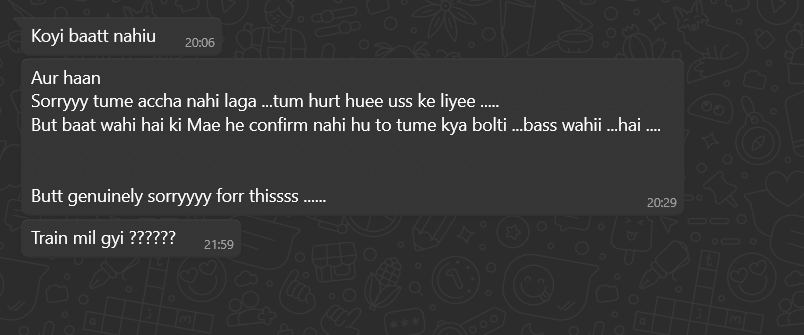 Koyi baatt nahiu
20:06
Aur haan
Sorryyy tume accha nahi laga ...tum hurt huee uss ke liyee .....
But baat wahi hai ki Mae he confirm nahi hu to tume kya bolti ...bass wahii ...hai ....
Butt genuinely sorryyyy forr thissss ......
20:29
Train mil gyi ??????
21:59